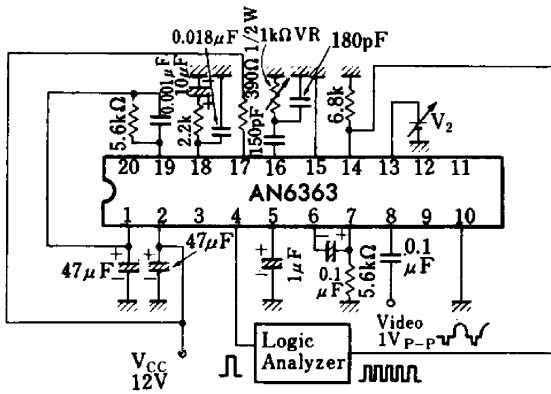 0.018μF
390Ω 1/2W
1kΩ VR
180pF
0.001μF
10μF
+
5.6kΩ
2.2k
150pF
6.8k
V2
20 19 18 17 16 15 14 13 12 11
AN6363
1 2 3 4 5 6 7 8 9 10
+
-
47μF
+
-
47μF
+
-
1μF
- +
0.1
μF
5.6kΩ
0.1
μF
Video
1VP-P
VCC
12V
Logic
Analyzer